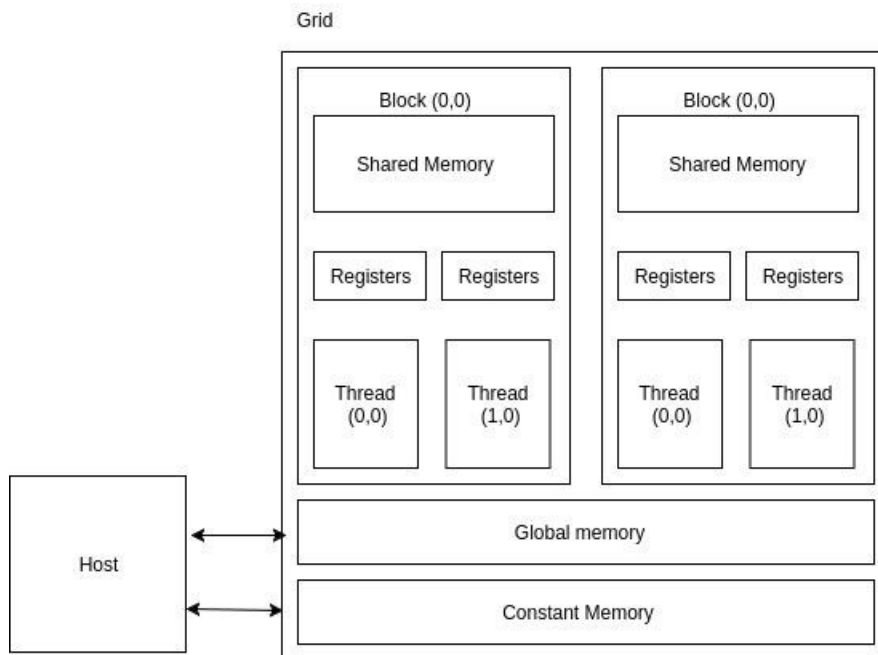 Grid
Block (0,0)
Shared Memory
Registers
Registers
Thread
(0,0)
Thread
(1,0)
Block (0,0)
Shared Memory
Registers
Registers
Thread
(0,0)
Thread
(1,0)
Host
Global memory
Constant Memory